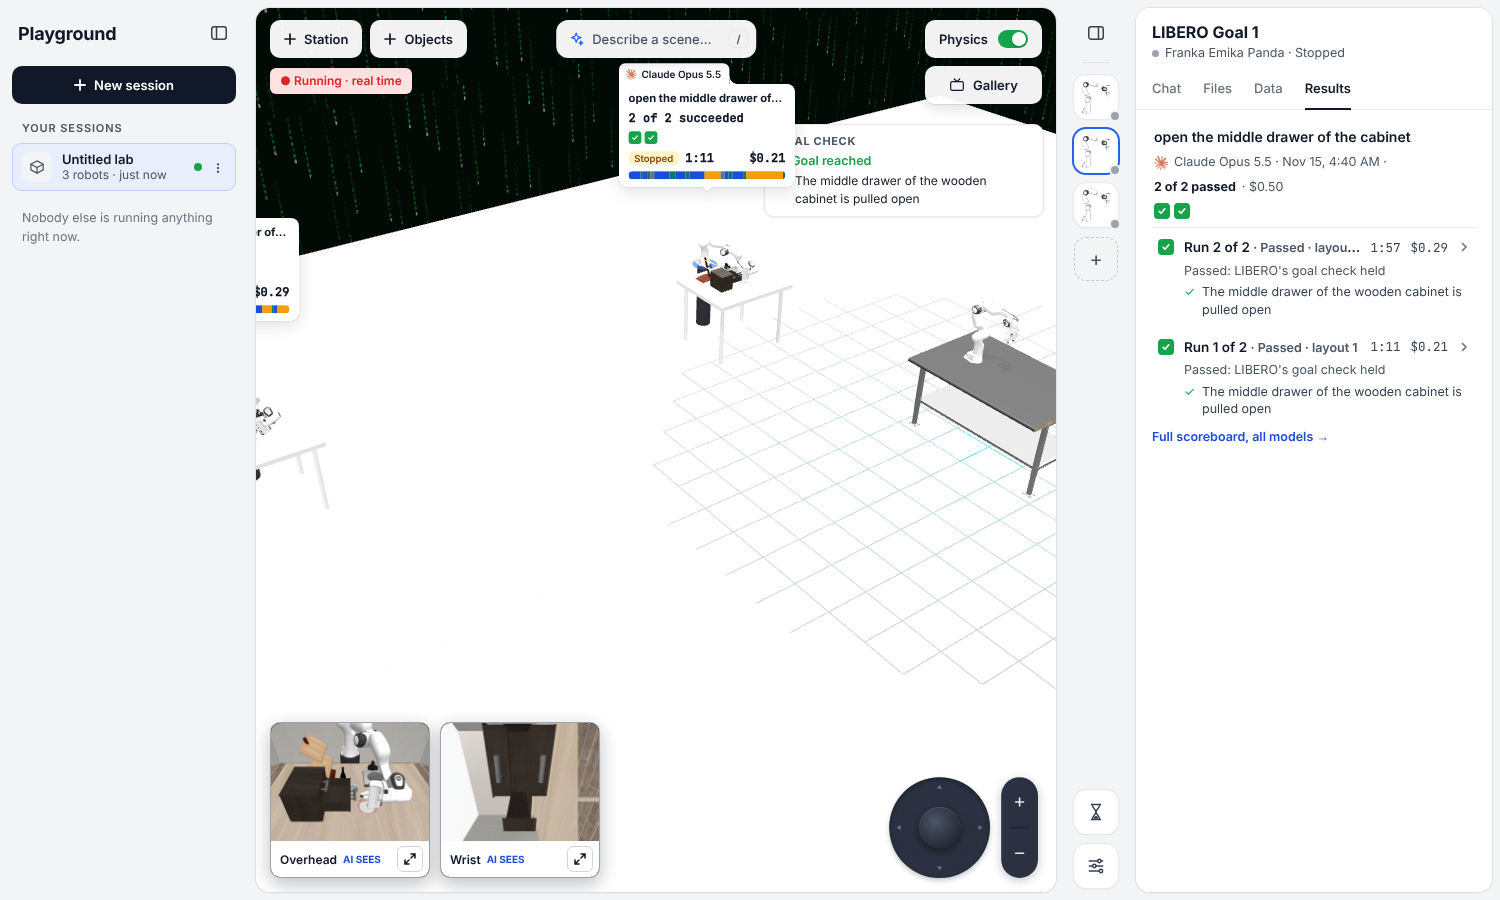 Playground
New session
YOUR SESSIONS
Untitled lab
3 robots · just now
Nobody else is running anything
right now.
Station
Objects
Describe a scene... /
Physics
Running · real time
Gallery
Claude Opus 5.5
open the middle drawer of...
2 of 2 succeeded
Stopped 1:11 $0.21
AL CHECK
Goal reached
The middle drawer of the wooden
cabinet is pulled open
r of...
$0.29
Overhead AI SEES
Wrist AI SEES
LIBERO Goal 1
Franka Emika Panda · Stopped
Chat Files Data Results
open the middle drawer of the cabinet
Claude Opus 5.5 · Nov 15, 4:40 AM ·
2 of 2 passed · $0.50
Run 2 of 2 · Passed · layou... 1:57 $0.29
Passed: LIBERO's goal check held
The middle drawer of the wooden cabinet is
pulled open
Run 1 of 2 · Passed · layout 1 1:11 $0.21
Passed: LIBERO's goal check held
The middle drawer of the wooden cabinet is
pulled open
Full scoreboard, all models →